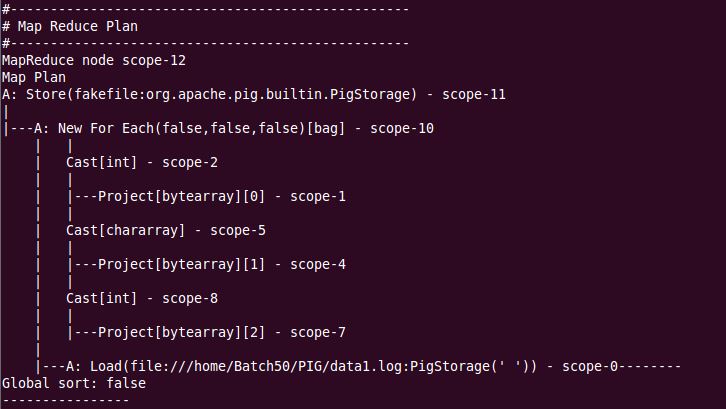 #--------------------------------------------------
# Map Reduce Plan
#--------------------------------------------------
MapReduce node scope-12
Map Plan
A: Store(fakefile:org.apache.pig.builtin.PigStorage) - scope-11
|
|---A: New For Each(false,false,false)[bag] - scope-10
    |   |
    |   Cast[int] - scope-2
    |   |
    |   |---Project[bytearray][0] - scope-1
    |   |
    |   Cast[chararray] - scope-5
    |   |
    |   |---Project[bytearray][1] - scope-4
    |   |
    |   Cast[int] - scope-8
    |   |
    |   |---Project[bytearray][2] - scope-7
    |
    |---A: Load(file:///home/Batch50/PIG/data1.log:PigStorage(' ')) - scope-0--------
Global sort: false
----------------